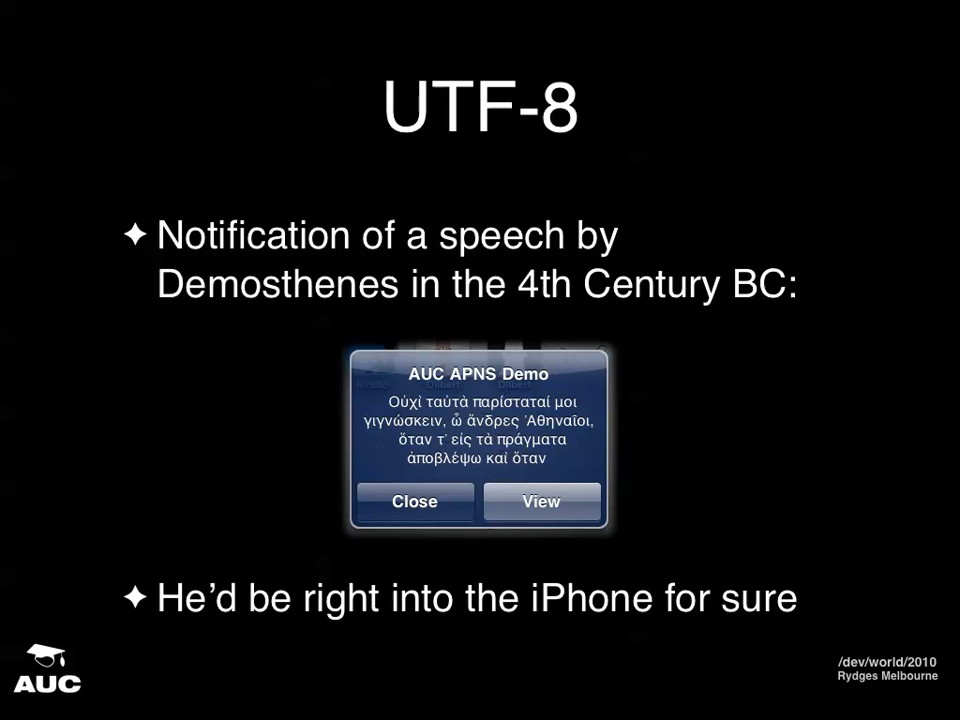 UTF-8
✦ Notification of a speech by
Demosthenes in the 4th Century BC:
Kindle
AUC APNS Demo
Οὐχὶ ταὐτὰ παρίσταταί μοι
γιγνώσκειν, ὦ ἄνδρες Ἀθηναῖοι,
ὅταν τ᾽ εἰς τὰ πράγματα
ἀποβλέψω καὶ ὅταν
Close View
✦ He’d be right into the iPhone for sure
AUC
/dev/world/2010
Rydges Melbourne